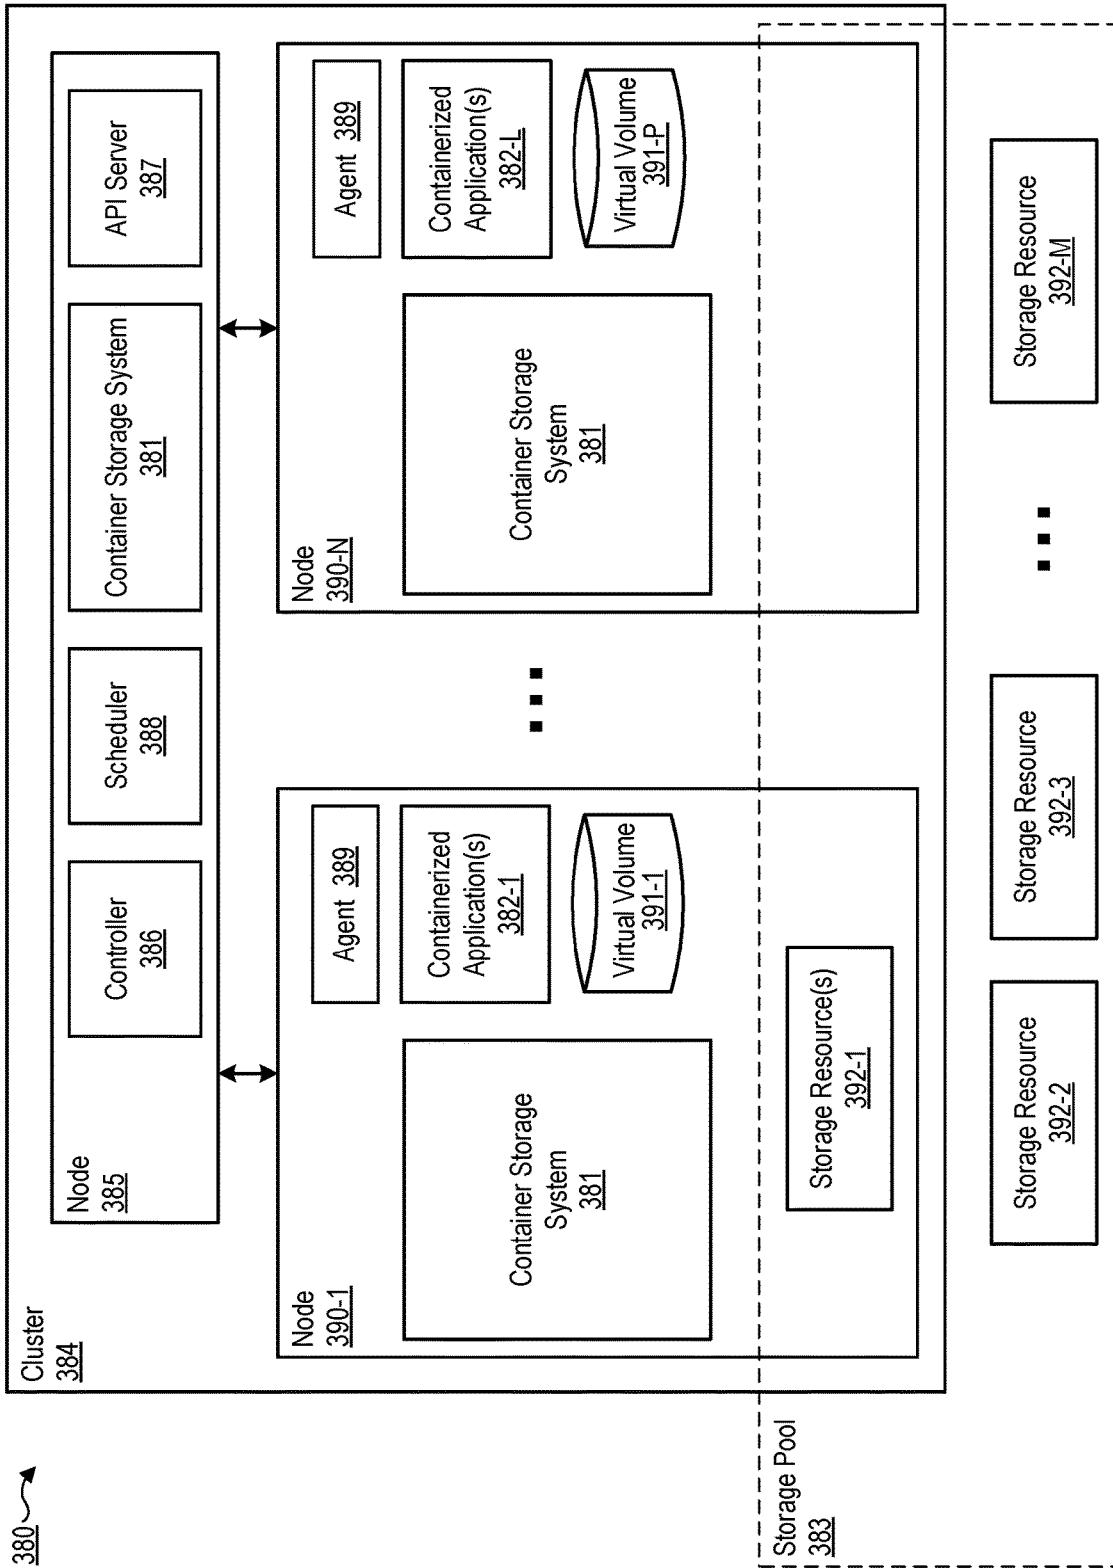 380
Cluster
384
Node
385
Controller
386
Scheduler
388
Container Storage System
381
API Server
387
Node
390-1
Agent 389
Container Storage
System
381
Containerized
Application(s)
382-1
Virtual Volume
391-1
Storage Resource(s)
392-1
Node
390-N
Agent 389
Container Storage
System
381
Containerized
Application(s)
382-L
Virtual Volume
391-P
Storage Pool
383
Storage Resource
392-2
Storage Resource
392-3
Storage Resource
392-M